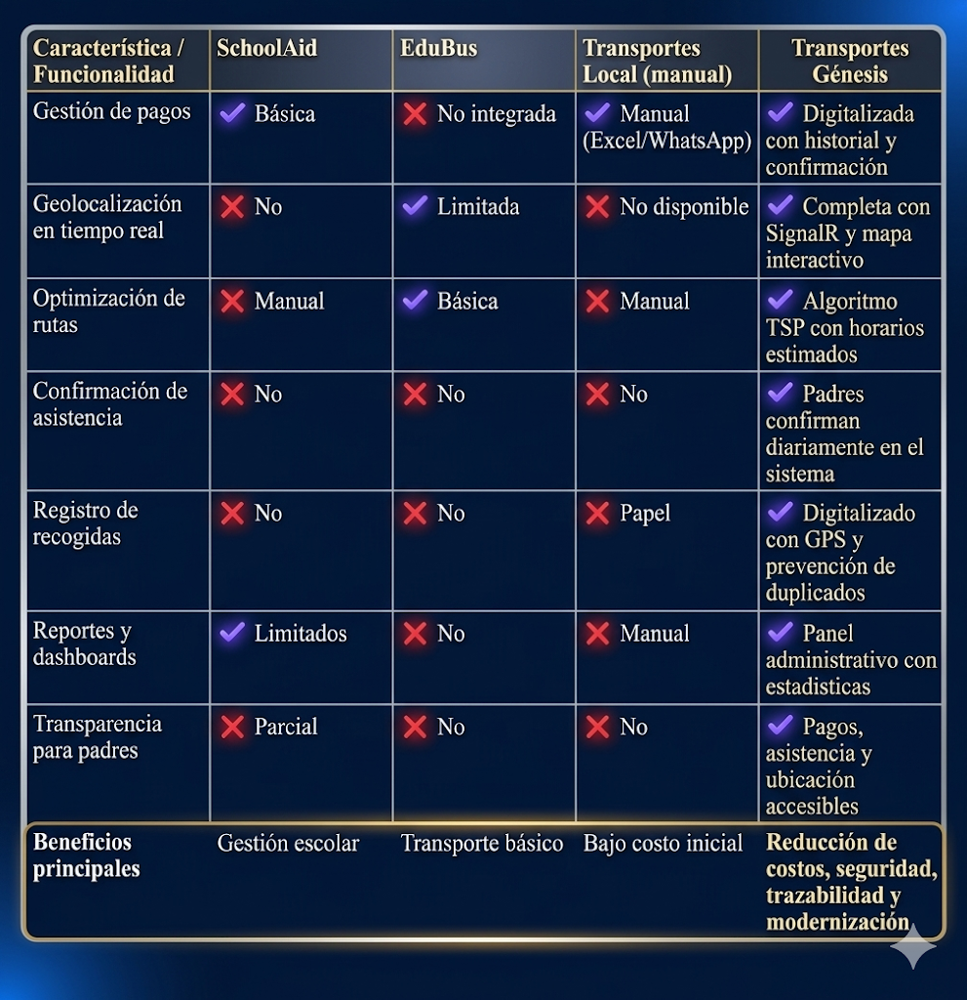 Característica / Funcionalidad
SchoolAid
EduBus
Transportes Local (manual)
Transportes Génesis
Gestión de pagos
✓ Básica
✗ No integrada
✓ Manual (Excel/WhatsApp)
✓ Digitalizada con historial y confirmación
Geolocalización en tiempo real
✗ No
✓ Limitada
✗ No disponible
✓ Completa con SignalR y mapa interactivo
Optimización de rutas
✗ Manual
✓ Básica
✗ Manual
✓ Algoritmo TSP con horarios estimados
Confirmación de asistencia
✗ No
✗ No
✗ No
✓ Padres confirman diariamente en el sistema
Registro de recogidas
✗ No
✗ No
✗ Papel
✓ Digitalizado con GPS y prevención de duplicados
Reportes y dashboards
✓ Limitados
✗ No
✗ Manual
✓ Panel administrativo con estadisticas
Transparencia para padres
✗ Parcial
✗ No
✗ No
✓ Pagos, asistencia y ubicación accesibles
Beneficios principales
Gestión escolar
Transporte básico
Bajo costo inicial
Reducción de costos, seguridad, trazabilidad y modernización